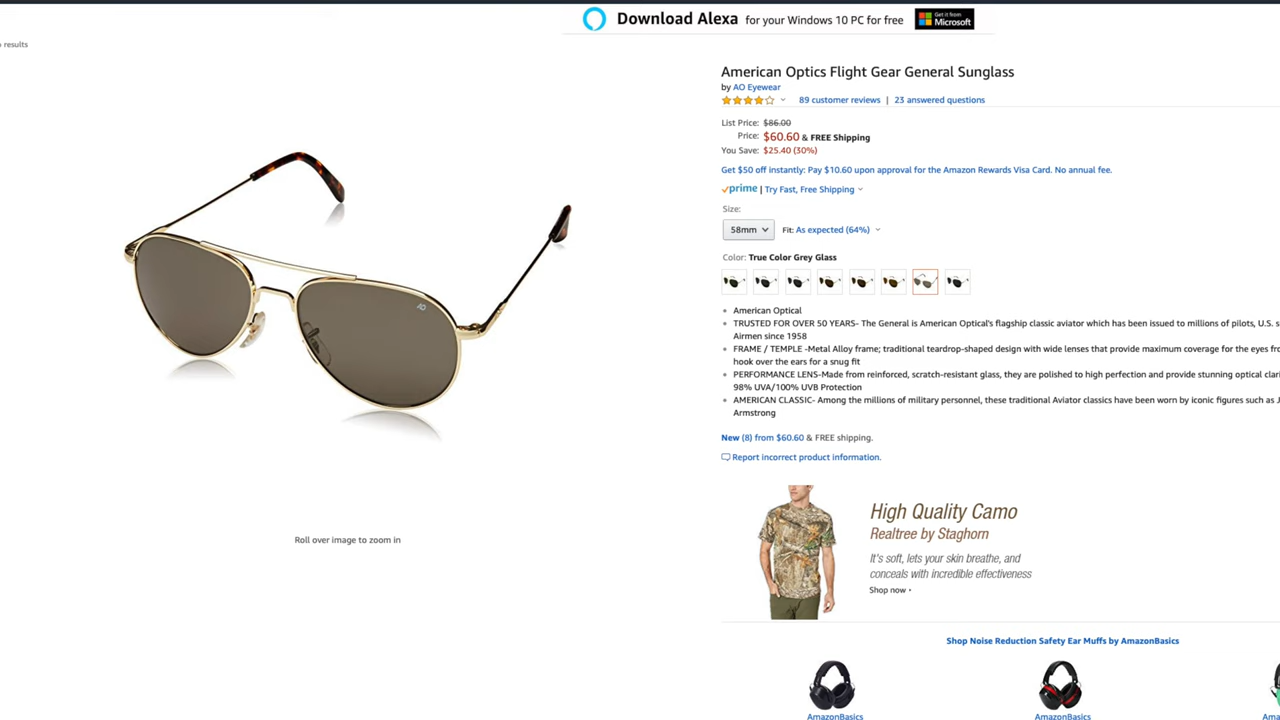 Download Alexa for your Windows 10 PC for free
Get it from
Microsoft
results
American Optics Flight Gear General Sunglass
by AO Eyewear
89 customer reviews | 23 answered questions
List Price: $86.00
Price: $60.60 & FREE Shipping
You Save: $25.40 (30%)
Get $50 off instantly: Pay $10.60 upon approval for the Amazon Rewards Visa Card. No annual fee.
prime | Try Fast, Free Shipping
Size:
58mm Fit: As expected (64%)
Color: True Color Grey Glass
AO
American Optical
TRUSTED FOR OVER 50 YEARS- The General is American Optical's flagship classic aviator which has been issued to millions of pilots, U.S.
Airmen since 1958
FRAME / TEMPLE -Metal Alloy frame; traditional teardrop-shaped design with wide lenses that provide maximum coverage for the eyes
hook over the ears for a snug fit
PERFORMANCE LENS-Made from reinforced, scratch-resistant glass, they are polished to high perfection and provide stunning optical
98% UVA/100% UVB Protection
AMERICAN CLASSIC- Among the millions of military personnel, these traditional Aviator classics have been worn by iconic figures such as
Armstrong
New (8) from $60.60 & FREE shipping.
Report incorrect product information.
High Quality Camo
Realtree by Staghorn
It's soft, lets your skin breathe, and
conceals with incredible effectiveness
Shop now
Roll over image to zoom in
Shop Noise Reduction Safety Ear Muffs by AmazonBasics
AmazonBasics AmazonBasics